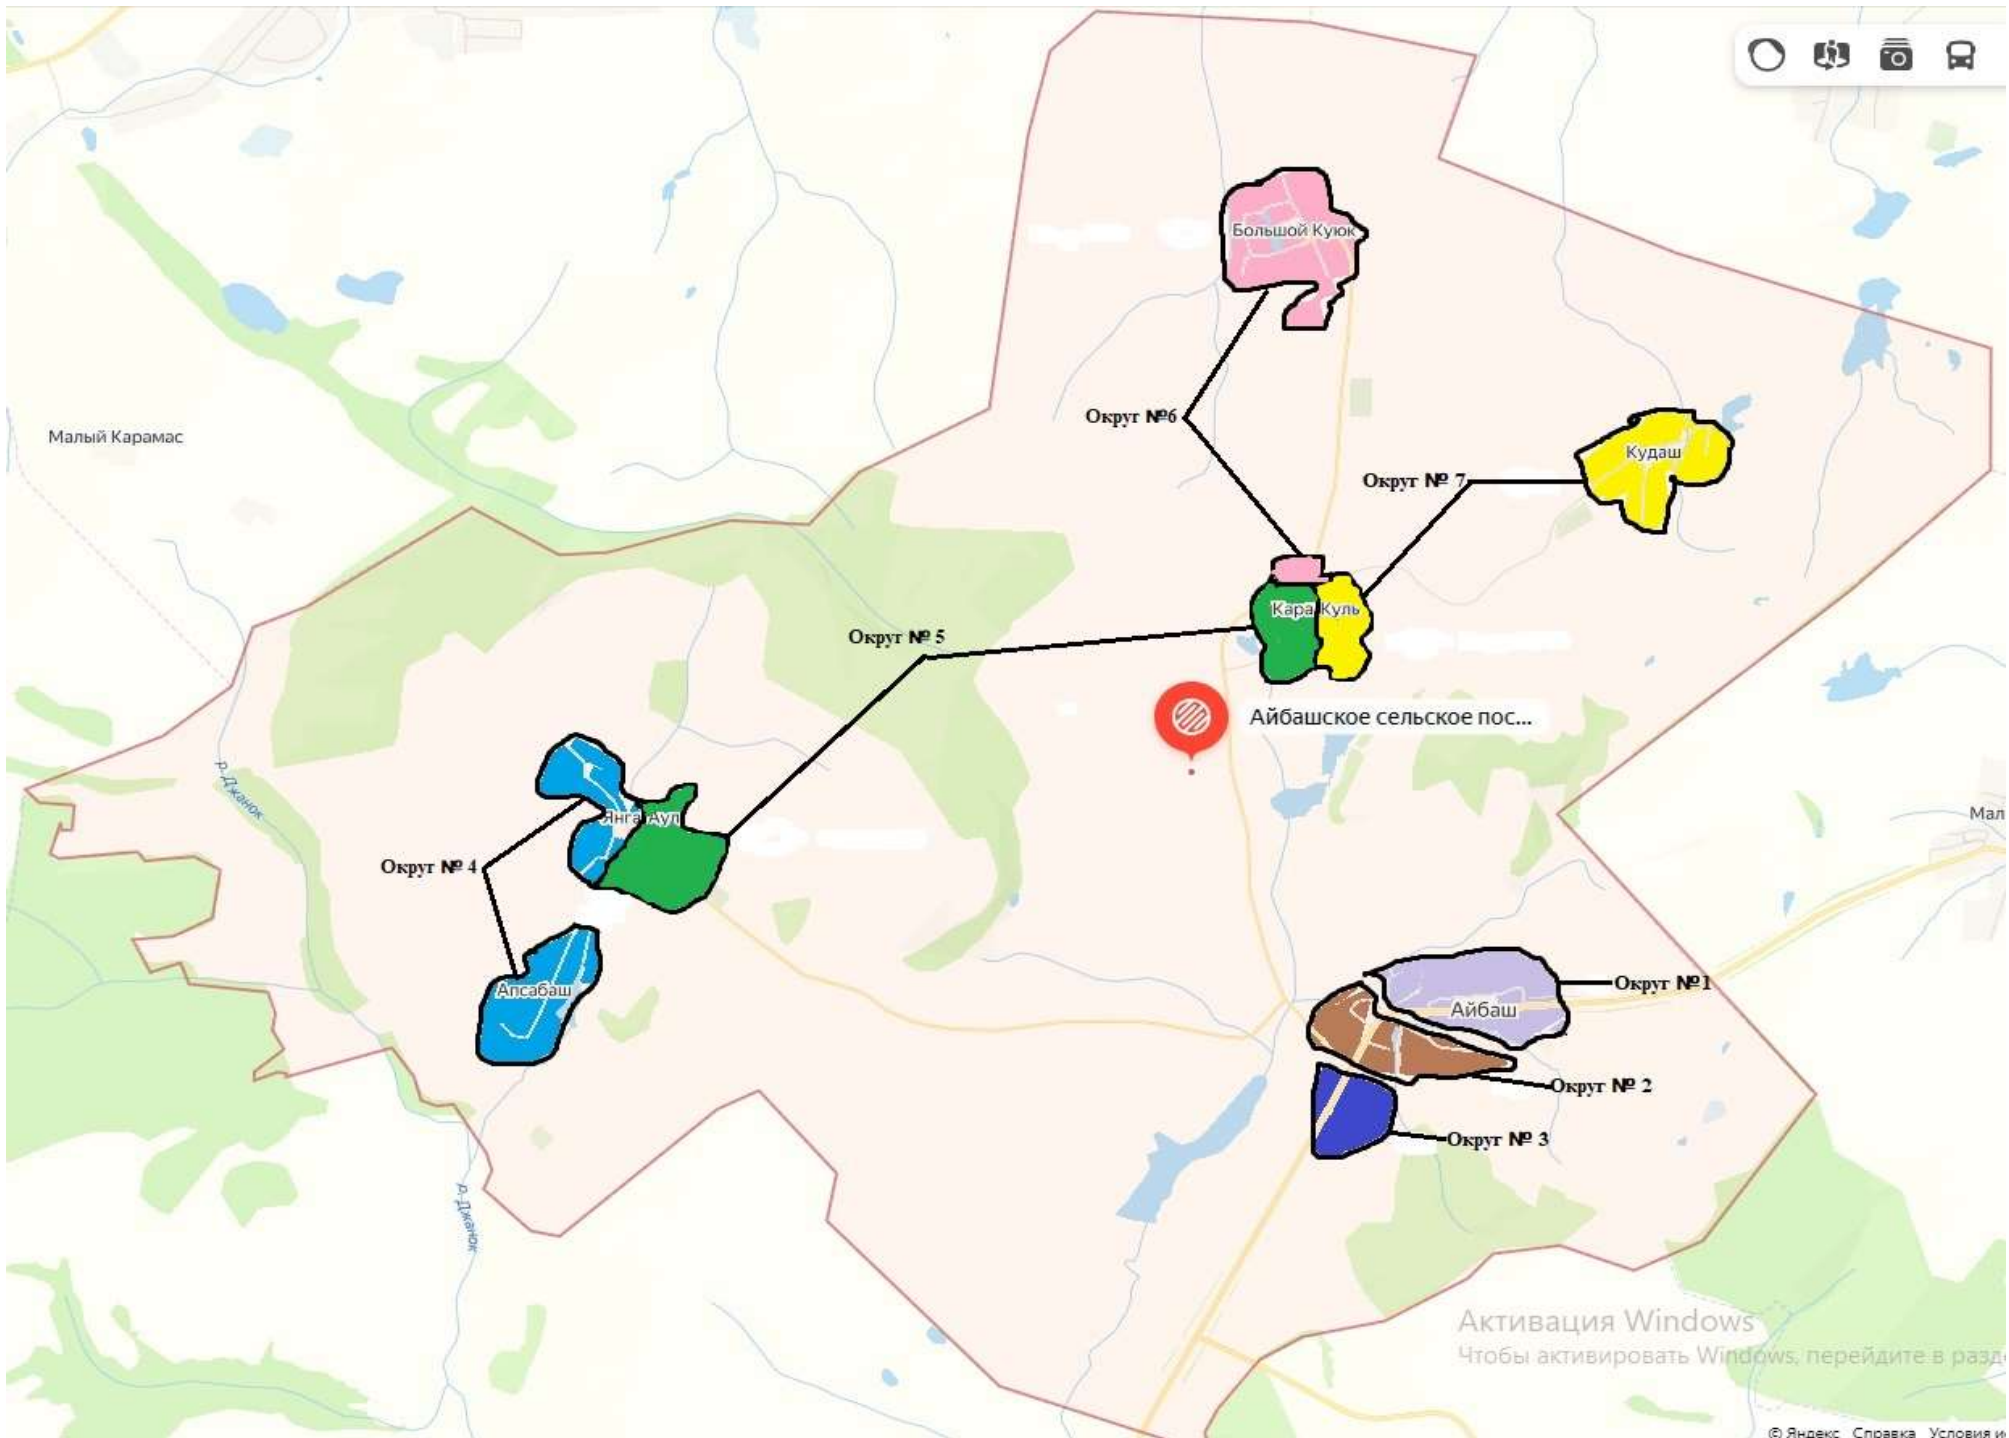 Большой Куюк
Округ №6
Малый Карамас
Кудаш
Округ № 7
Кара Куль
Округ № 5
Айбашское сельское пос...
р. Джанок
Янга Аул
Мал
Округ № 4
Апсабаш
Округ №1
Айбаш
Округ № 2
Округ № 3
р. Джанок
Активация Windows
Чтобы активировать Windows, перейдите в разд
© Яндекс Справка Условия и